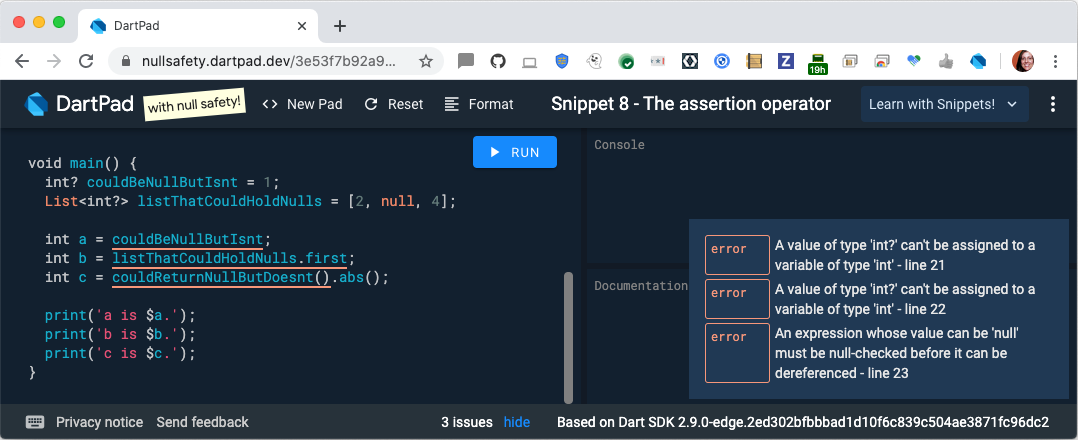 DartPad
nullsafety.dartpad.dev/3e53f7b92a9...
19h
DartPad
with null safety!
<> New Pad
Reset
Format
Snippet 8 - The assertion operator
Learn with Snippets!
RUN
void main() {
int? couldBeNullButIsnt = 1;
List<int?> listThatCouldHoldNulls = [2, null, 4];
int a = couldBeNullButIsnt;
int b = listThatCouldHoldNulls.first;
int c = couldReturnNullButDoesnt().abs();
print('a is $a.');
print('b is $b.');
print('c is $c.');
}
Console
Documentation
error
A value of type 'int?' can't be assigned to a
variable of type 'int' - line 21
error
A value of type 'int?' can't be assigned to a
variable of type 'int' - line 22
error
An expression whose value can be 'null'
must be null-checked before it can be
dereferenced - line 23
Privacy notice
Send feedback
3 issues
hide
Based on Dart SDK 2.9.0-edge.2ed302bfbbbad1d10f6c839c504ae3871fc96dc2